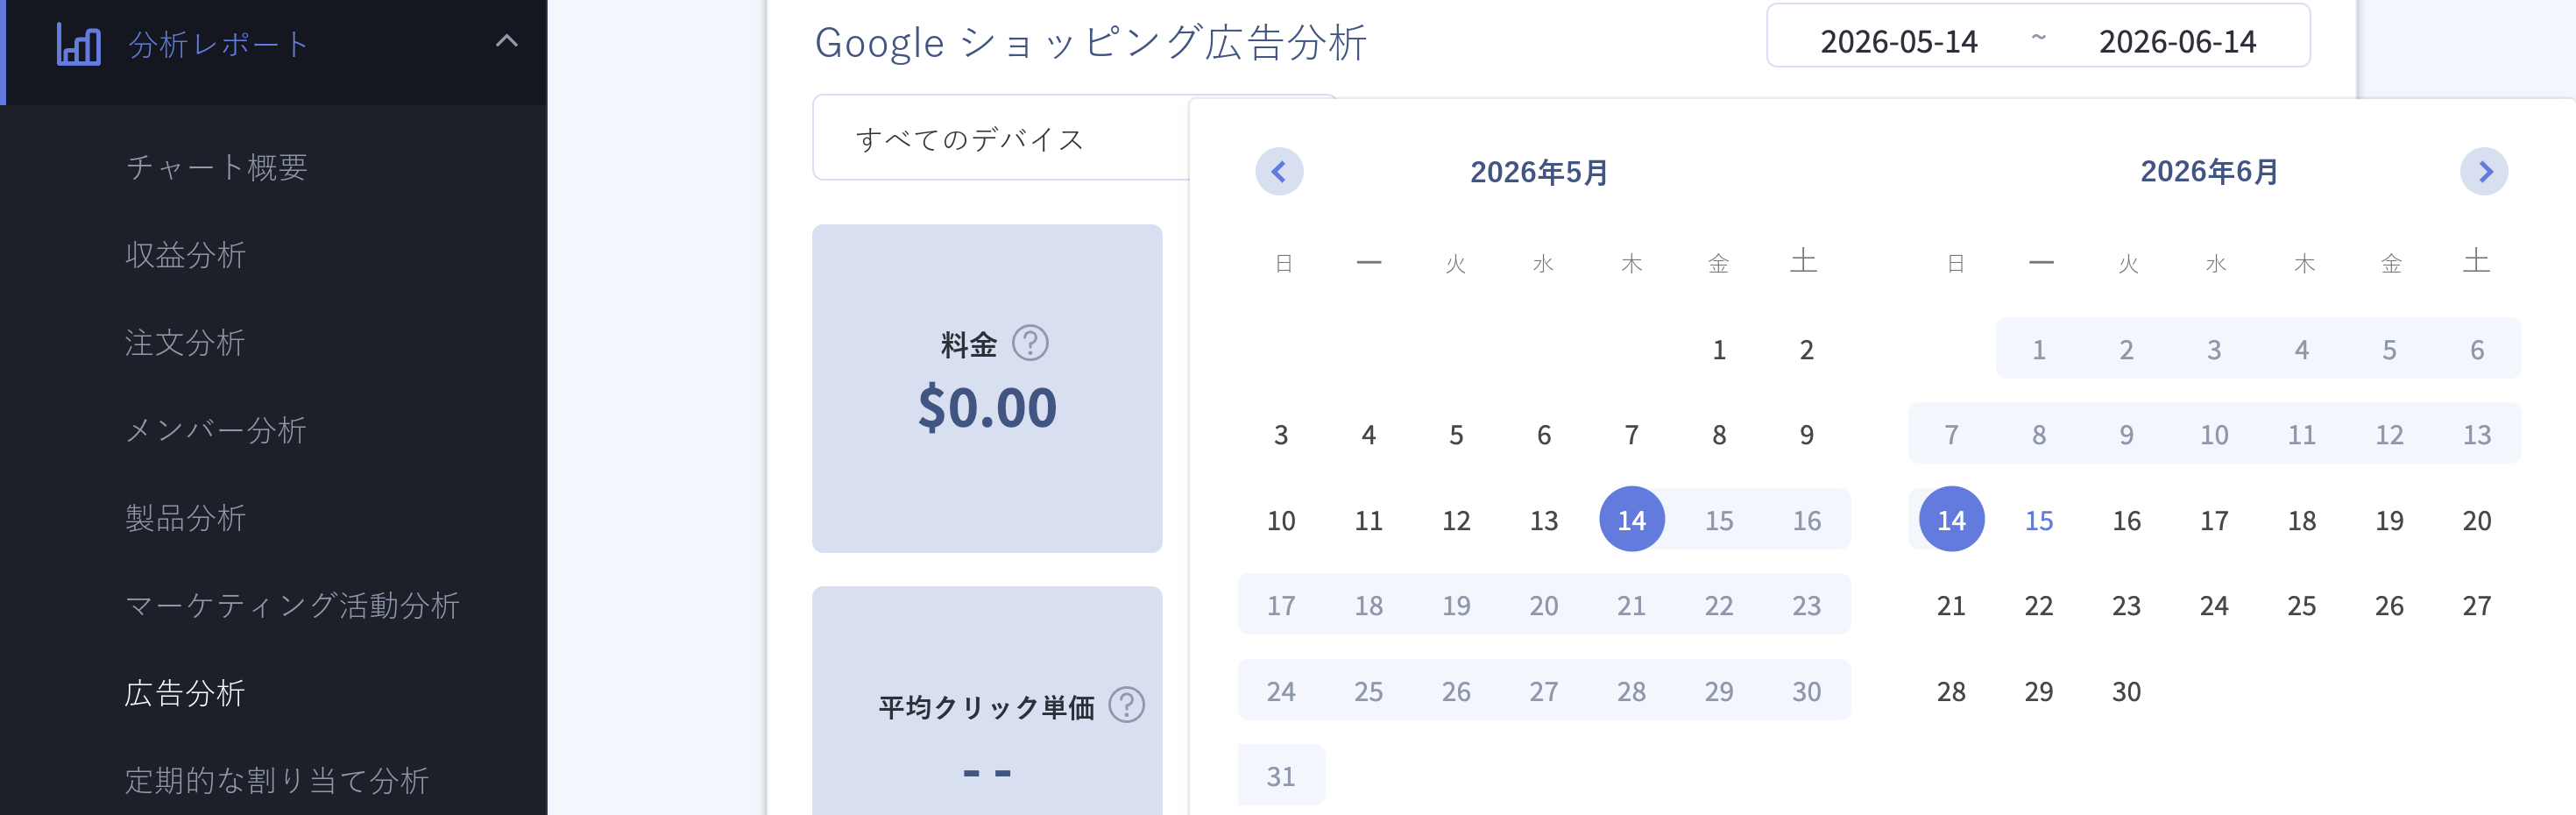 分析レポート
チャート概要
収益分析
注文分析
メンバー分析
製品分析
マーケティング活動分析
広告分析
定期的な割り当て分析
Google ショッピング広告分析
2026-05-14 ~ 2026-06-14
すべてのデバイス
料金 ?
$0.00
平均クリック単価 ?
--
2026年5月
日 一 火 水 木 金 土
1 2
3 4 5 6 7 8 9
10 11 12 13 14 15 16
17 18 19 20 21 22 23
24 25 26 27 28 29 30
31
2026年6月
日 一 火 水 木 金 土
1 2 3 4 5 6
7 8 9 10 11 12 13
14 15 16 17 18 19 20
21 22 23 24 25 26 27
28 29 30